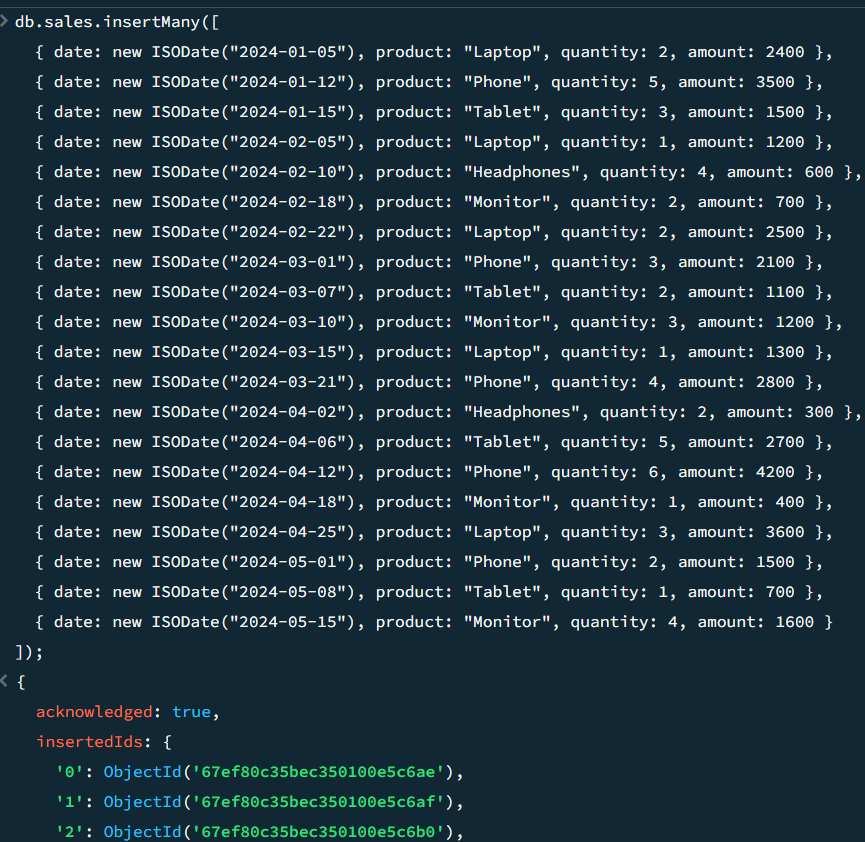 db.sales.insertMany([
{ date: new ISODate("2024-01-05"), product: "Laptop", quantity: 2, amount: 2400 },
{ date: new ISODate("2024-01-12"), product: "Phone", quantity: 5, amount: 3500 },
{ date: new ISODate("2024-01-15"), product: "Tablet", quantity: 3, amount: 1500 },
{ date: new ISODate("2024-02-05"), product: "Laptop", quantity: 1, amount: 1200 },
{ date: new ISODate("2024-02-10"), product: "Headphones", quantity: 4, amount: 600 },
{ date: new ISODate("2024-02-18"), product: "Monitor", quantity: 2, amount: 700 },
{ date: new ISODate("2024-02-22"), product: "Laptop", quantity: 2, amount: 2500 },
{ date: new ISODate("2024-03-01"), product: "Phone", quantity: 3, amount: 2100 },
{ date: new ISODate("2024-03-07"), product: "Tablet", quantity: 2, amount: 1100 },
{ date: new ISODate("2024-03-10"), product: "Monitor", quantity: 3, amount: 1200 },
{ date: new ISODate("2024-03-15"), product: "Laptop", quantity: 1, amount: 1300 },
{ date: new ISODate("2024-03-21"), product: "Phone", quantity: 4, amount: 2800 },
{ date: new ISODate("2024-04-02"), product: "Headphones", quantity: 2, amount: 300 },
{ date: new ISODate("2024-04-06"), product: "Tablet", quantity: 5, amount: 2700 },
{ date: new ISODate("2024-04-12"), product: "Phone", quantity: 6, amount: 4200 },
{ date: new ISODate("2024-04-18"), product: "Monitor", quantity: 1, amount: 400 },
{ date: new ISODate("2024-04-25"), product: "Laptop", quantity: 3, amount: 3600 },
{ date: new ISODate("2024-05-01"), product: "Phone", quantity: 2, amount: 1500 },
{ date: new ISODate("2024-05-08"), product: "Tablet", quantity: 1, amount: 700 },
{ date: new ISODate("2024-05-15"), product: "Monitor", quantity: 4, amount: 1600 }
]);
{
acknowledged: true,
insertedIds: {
'0': ObjectId('67ef80c35bec350100e5c6ae'),
'1': ObjectId('67ef80c35bec350100e5c6af'),
'2': ObjectId('67ef80c35bec350100e5c6b0'),